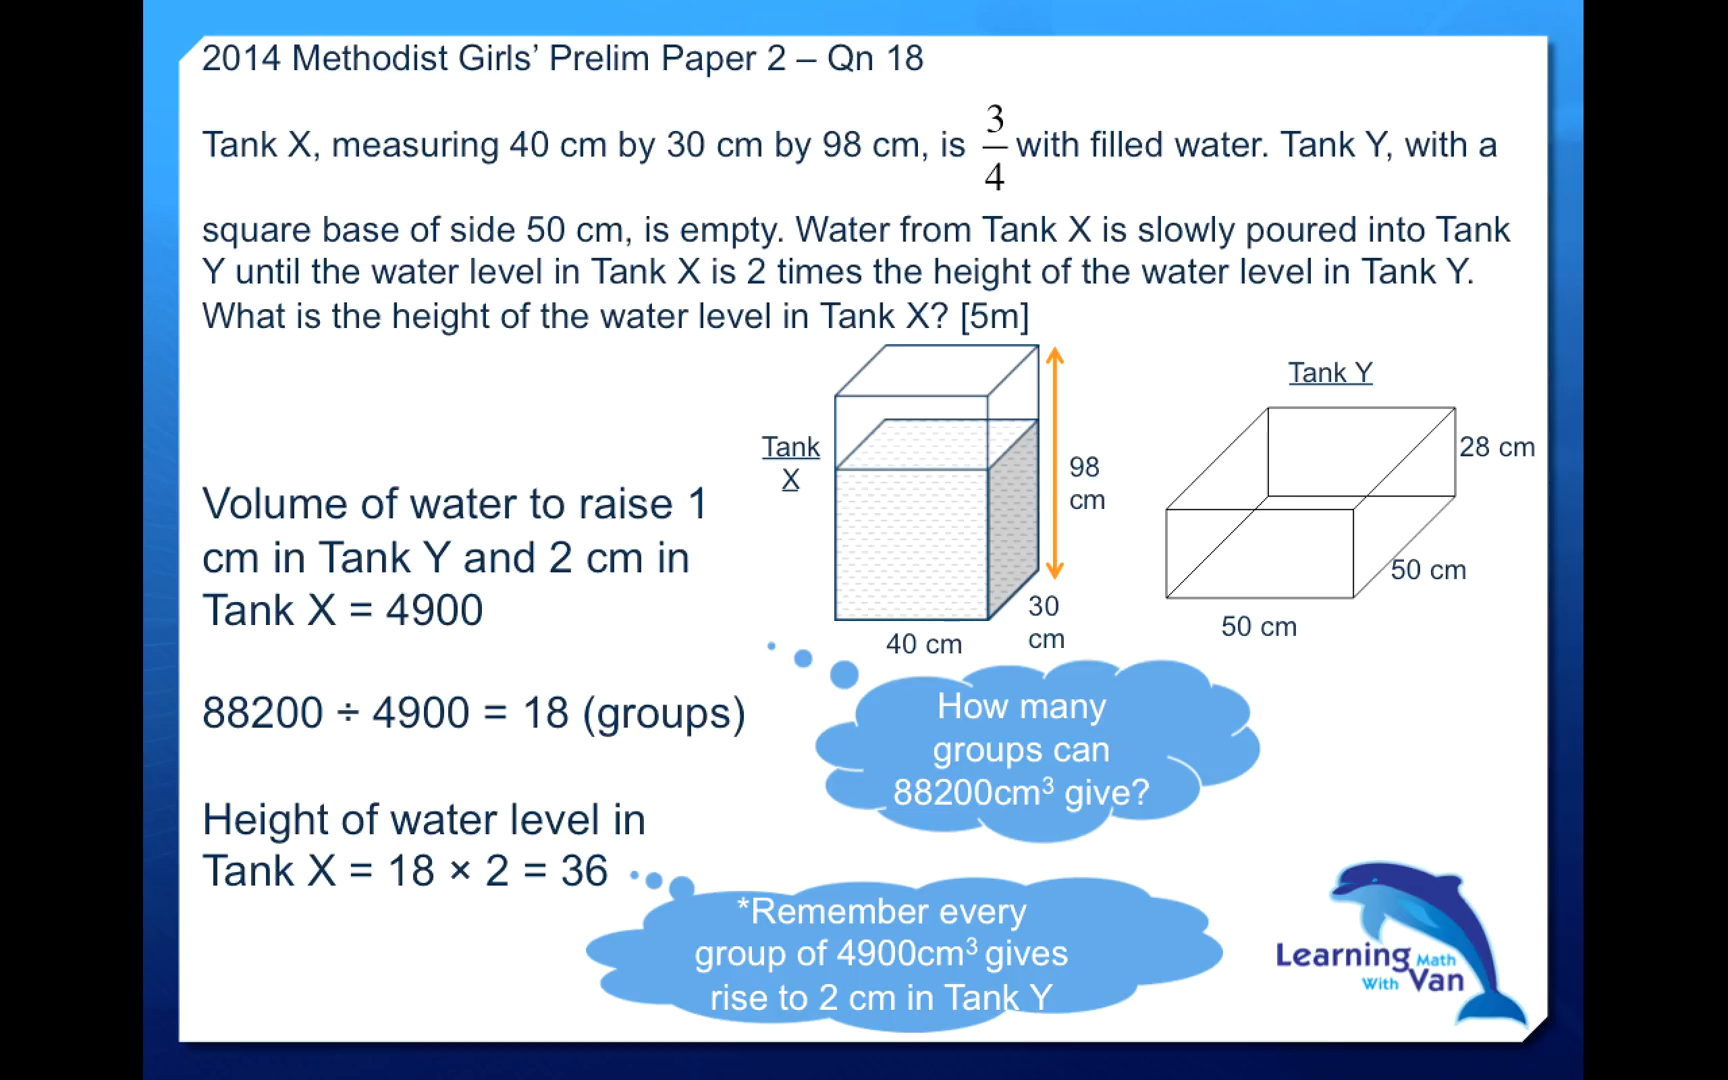 2014 Methodist Girls’ Prelim Paper 2 – Qn 18
Tank X, measuring 40 cm by 30 cm by 98 cm, is 3/4 with filled water. Tank Y, with a
square base of side 50 cm, is empty. Water from Tank X is slowly poured into Tank
Y until the water level in Tank X is 2 times the height of the water level in Tank Y.
What is the height of the water level in Tank X? [5m]
Tank
X
98
cm
30
cm
40 cm
Tank Y
28 cm
50 cm
50 cm
Volume of water to raise 1
cm in Tank Y and 2 cm in
Tank X = 4900
88200 ÷ 4900 = 18 (groups)
How many
groups can
88200cm³ give?
Height of water level in
Tank X = 18 × 2 = 36
*Remember every
group of 4900cm³ gives
rise to 2 cm in Tank Y
Learning Math
With Van